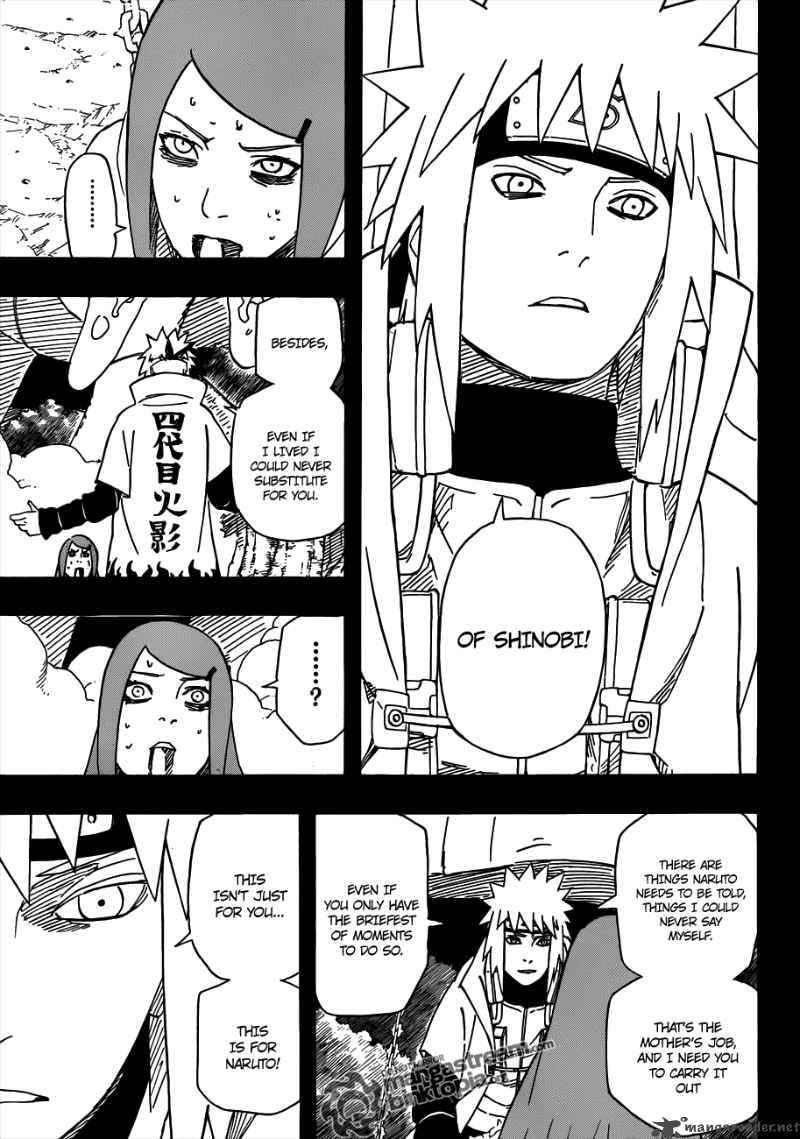 OF SHINOBI!
.........
BESIDES,
EVEN IF
I LIVED I
COULD NEVER
SUBSTITUTE
FOR YOU.
四代目火影
......?
THERE ARE
THINGS NARUTO
NEEDS TO BE TOLD,
THINGS I COULD
NEVER SAY
MYSELF.
THAT'S THE
MOTHER'S JOB,
AND I NEED YOU
TO CARRY IT
OUT
EVEN IF
YOU ONLY HAVE
THE BRIEFEST
OF MOMENTS
TO DO SO.
THIS
ISN'T JUST
FOR YOU...
THIS
IS FOR
NARUTO!
mangastream.com
binktopia
mangareader.net